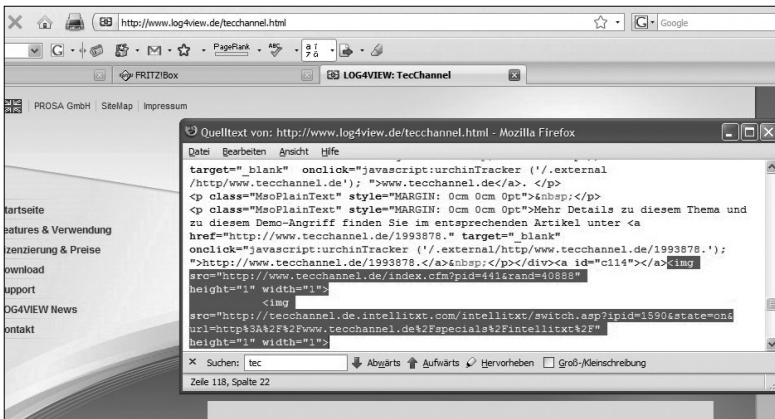 http://www.log4view.de/tecchannel.html
G Google
PageRank
ABC
FRITZ!Box
LOG4VIEW: TecChannel
PROSA GmbH | SiteMap | Impressum
Quelltext von: http://www.log4view.de/tecchannel.html - Mozilla Firefox
Datei Bearbeiten Ansicht Hilfe
target="_blank" onclick="javascript:urchinTracker ('/.external
/http/www.tecchannel.de'); ">www.tecchannel.de</a>. </p>
<p class="MsoPlainText" style="MARGIN: 0cm 0cm 0pt">&nbsp;</p>
<p class="MsoPlainText" style="MARGIN: 0cm 0cm 0pt">Mehr Details zu diesem Thema und
zu diesem Demo-Angriff finden Sie im entsprechenden Artikel unter <a
href="http://www.tecchannel.de/1993878." target="_blank"
onclick="javascript:urchinTracker ('/.external/http/www.tecchannel.de/1993878.');
">http://www.tecchannel.de/1993878.</a>&nbsp;</p></div><a id="c114"></a><img
src="http://www.tecchannel.de/index.cfm?pid=441&rand=40888"
height="1" width="1">
<img
src="http://tecchannel.de.intellitxt.com/intellitxt/switch.asp?ipid=1590&state=on&
url=http%3A%2F%2Fwww.tecchannel.de%2Fspecials%2Fintellitxt%2F"
height="1" width="1">
tartseite
eatures & Verwendung
izenzierung & Preise
ownload
upport
OG4VIEW News
ontakt
Suchen: tec Abwärts Aufwärts Hervorheben Groß-/Kleinschreibung
Zeile 118, Spalte 22